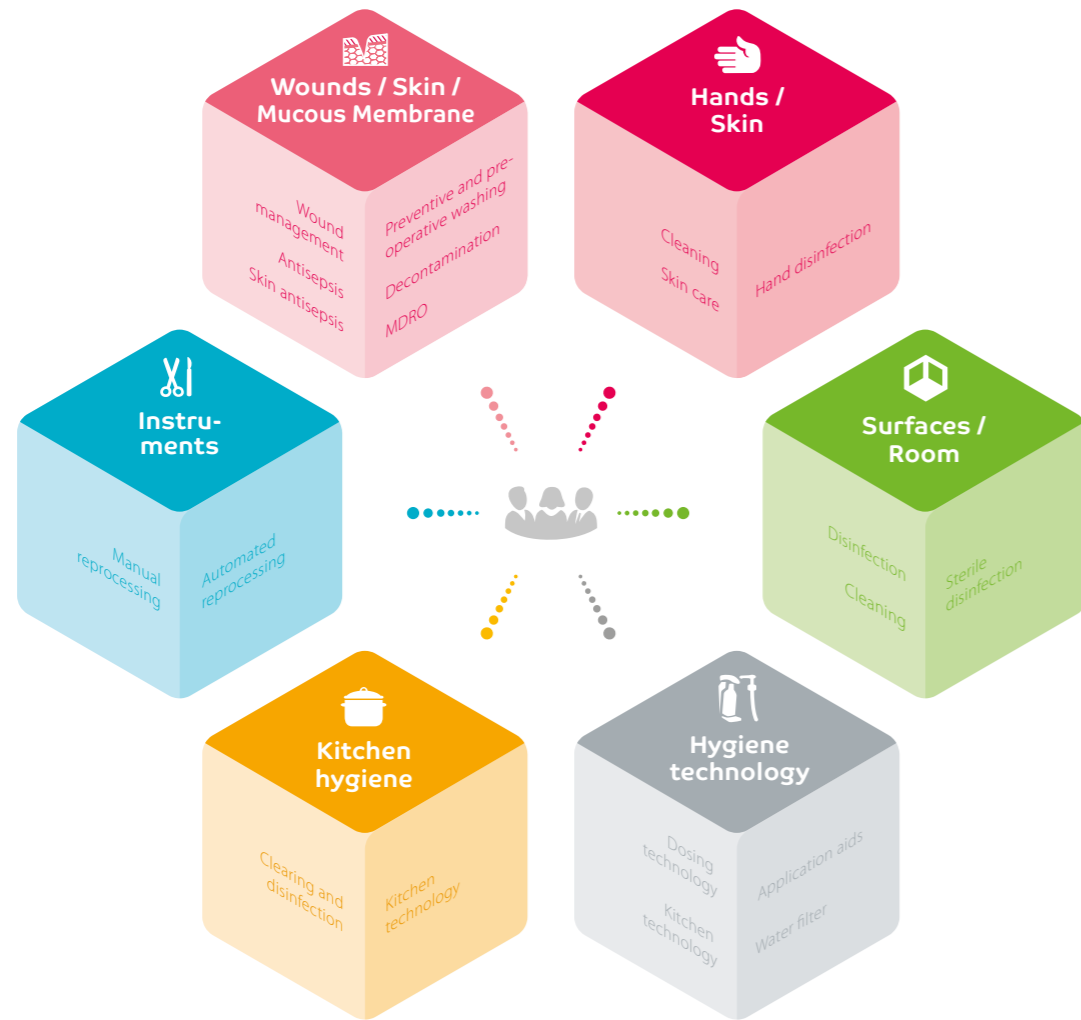 Wounds / Skin /
Mucous Membrane
Wound
management
Antisepsis
Skin antisepsis
Preventive and pre-
operative washing
Decontamination
MDRO
Hands /
Skin
Cleaning
Skin care
Hand disinfection
Instru-
ments
Manual
reprocessing
Automated
reprocessing
Surfaces /
Room
Disinfection
Cleaning
Sterile
disinfection
Kitchen
hygiene
Clearing and
disinfection
Kitchen
technology
Hygiene
technology
Dosing
technology
Kitchen
technology
Application aids
Water filter